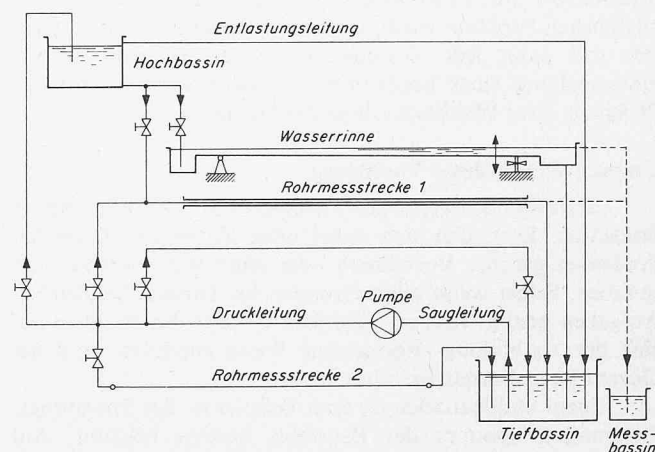 Entlastungsleitung
Hochbassin
Wasserrinne
Rohrmessstrecke 1
Pumpe
Druckleitung
Saugleitung
Rohrmessstrecke 2
Tiefbassin
Mess-
bassin